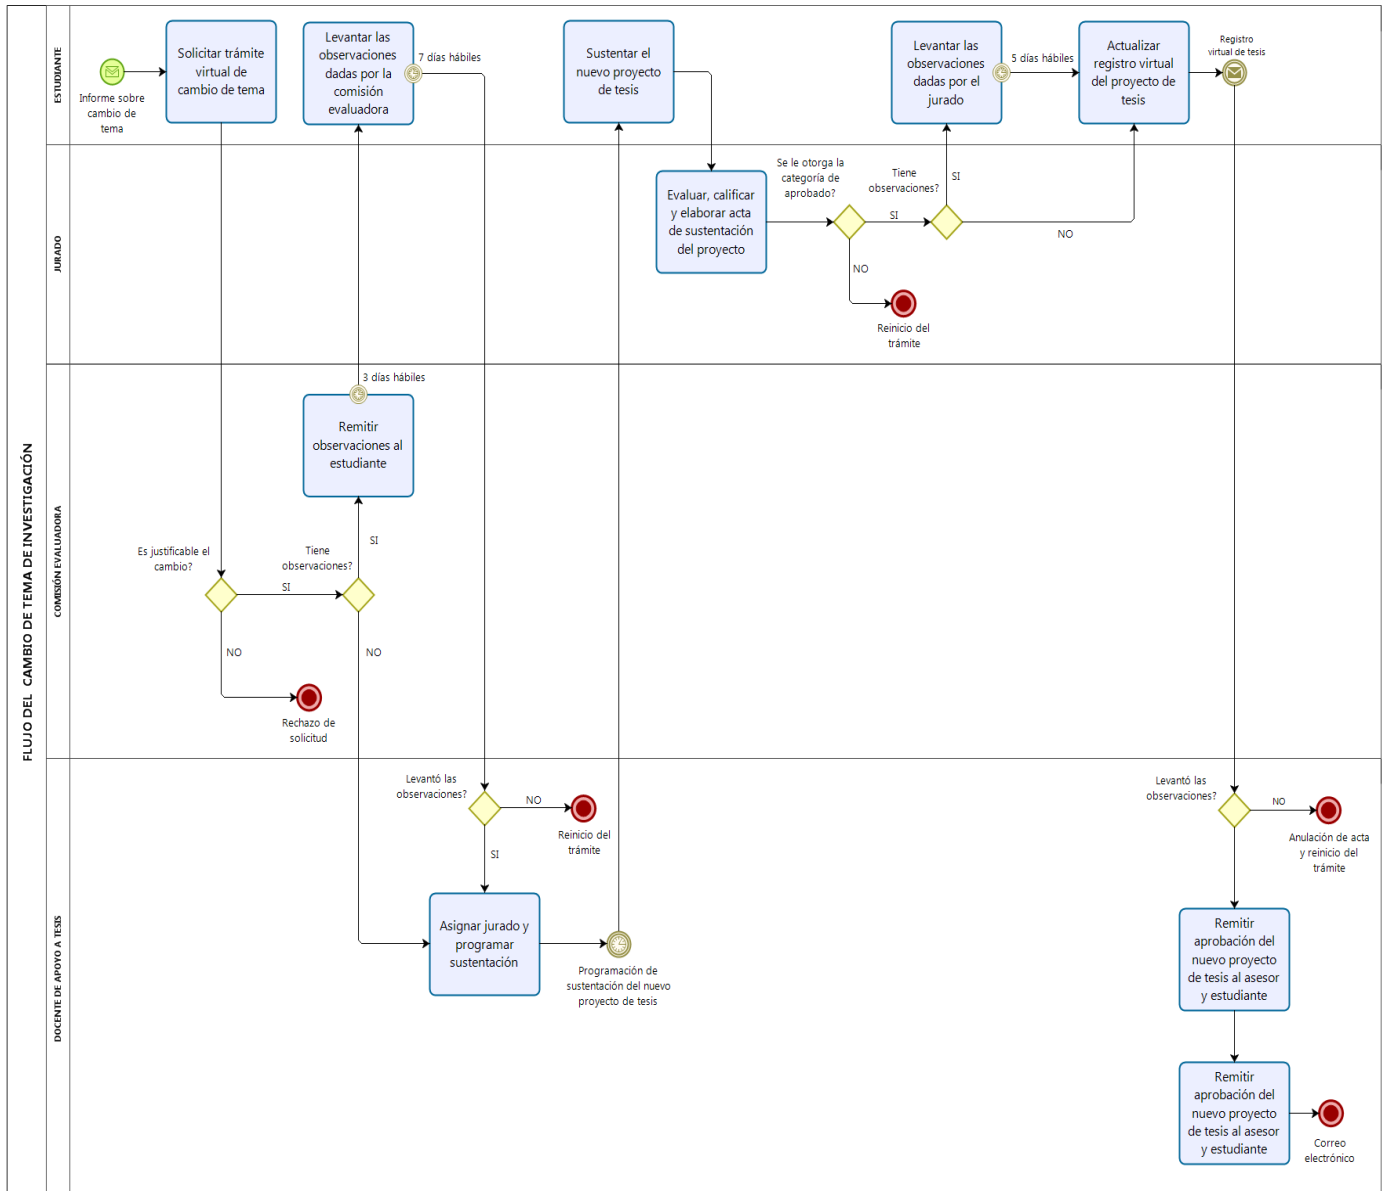 FLUJO DEL CAMBIO DE TEMA DE INVESTIGACIÓN
ESTUDIANTE
Informe sobre
cambio de
tema
Solicitar trámite
virtual de
cambio de tema
Levantar las
observaciones
dadas por la
comisión
evaluadora
7 días hábiles
Sustentar el
nuevo proyecto
de tesis
Levantar las
observaciones
dadas por el
jurado
5 días hábiles
Actualizar
registro virtual
del proyecto de
tesis
Registro
virtual de tesis
JURADO
Evaluar, calificar
y elaborar acta
de sustentación
del proyecto
Se le otorga la
categoría de
aprobado?
SI
NO
Reinicio del
trámite
Tiene
observaciones?
SI
NO
COMISIÓN EVALUADORA
3 días hábiles
Remitir
observaciones al
estudiante
Es justificable el
cambio?
SI
NO
Rechazo de
solicitud
Tiene
observaciones?
SI
NO
DOCENTE DE APOYO A TESIS
Levantó las
observaciones?
NO
Reinicio del
trámite
SI
Asignar jurado y
programar
sustentación
Programación de
sustentación del nuevo
proyecto de tesis
Levantó las
observaciones?
NO
Anulación de acta
y reinicio del
trámite
Remitir
aprobación del
nuevo proyecto
de tesis al asesor
y estudiante
Remitir
aprobación del
nuevo proyecto
de tesis al asesor
y estudiante
Correo
electrónico